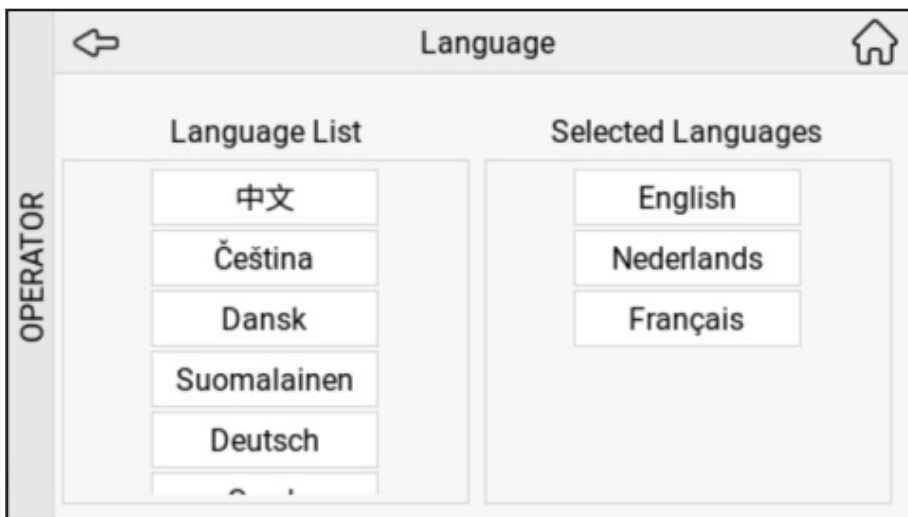 Language
OPERATOR
Language List
中文
Čeština
Dansk
Suomalainen
Deutsch
Selected Languages
English
Nederlands
Français